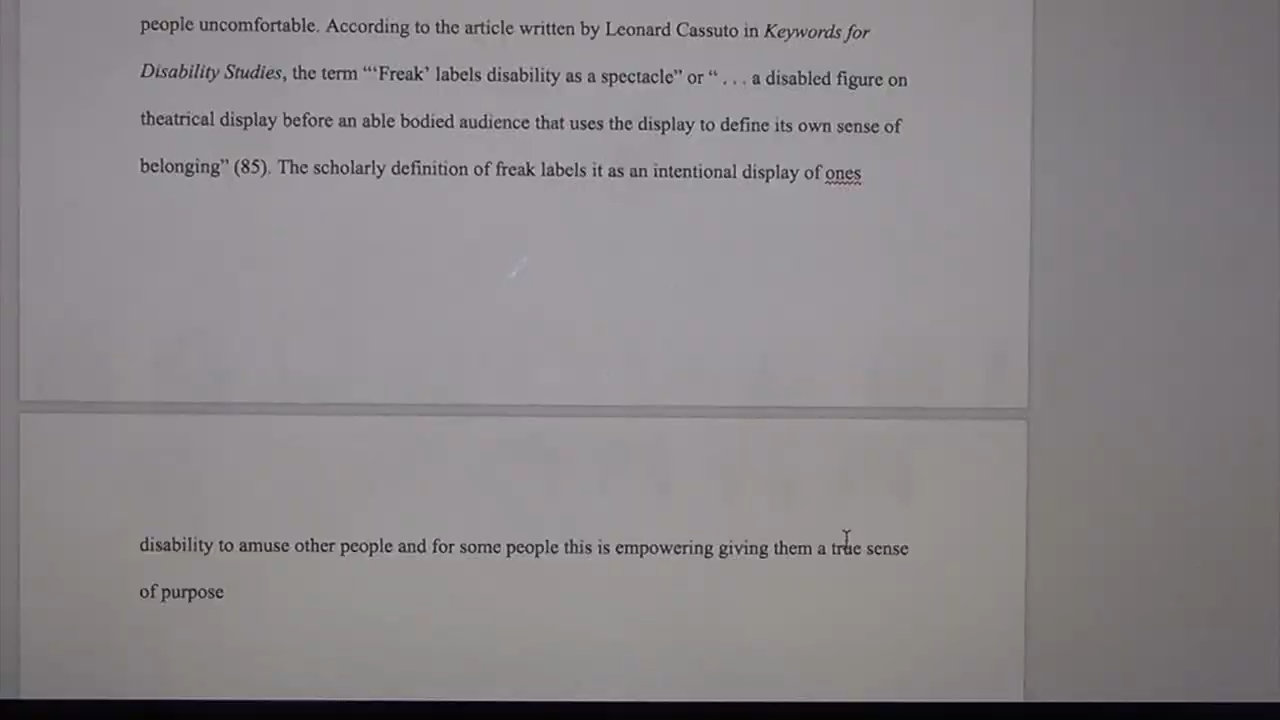 people uncomfortable. According to the article written by Leonard Cassuto in Keywords for
Disability Studies, the term “‘Freak’ labels disability as a spectacle” or “ . . . a disabled figure on
theatrical display before an able bodied audience that uses the display to define its own sense of
belonging” (85). The scholarly definition of freak labels it as an intentional display of ones
disability to amuse other people and for some people this is empowering giving them a true sense
of purpose